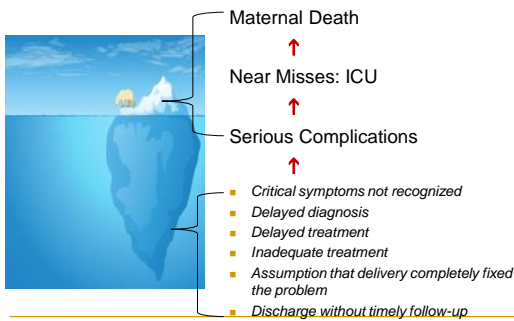 Maternal Death
Near Misses: ICU
Serious Complications
Critical symptoms not recognized
Delayed diagnosis
Delayed treatment
Inadequate treatment
Assumption that delivery completely fixed
the problem
Discharge without timely follow-up